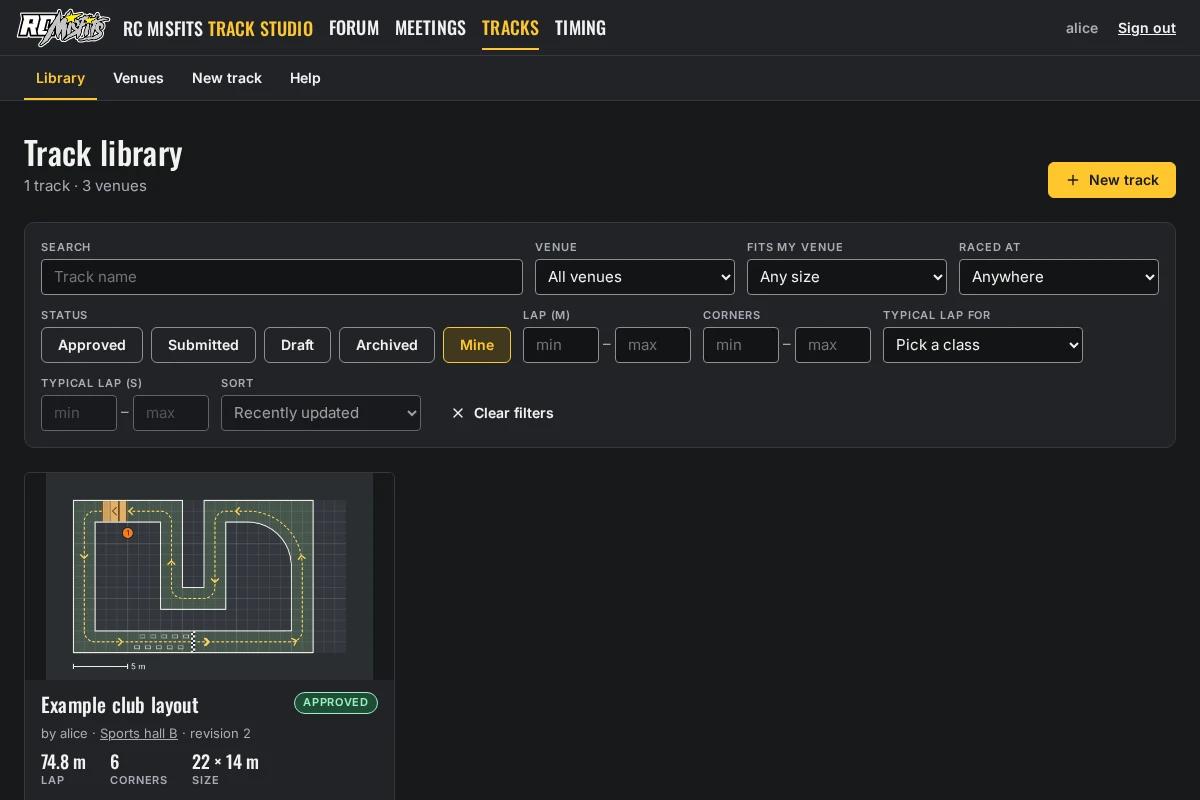 RC Misfits
RC MISFITS TRACK STUDIO FORUM MEETINGS TRACKS TIMING alice Sign out
Library Venues New track Help
Track library
1 track · 3 venues
+ New track
SEARCH VENUE FITS MY VENUE RACED AT
Track name All venues Any size Anywhere
STATUS LAP (M) CORNERS TYPICAL LAP FOR
Approved Submitted Draft Archived Mine min – max min – max Pick a class
TYPICAL LAP (S) SORT
min – max Recently updated × Clear filters
1
5 m
Example club layout APPROVED
by alice · Sports hall B · revision 2
74.8 m 6 22 × 14 m
LAP CORNERS SIZE